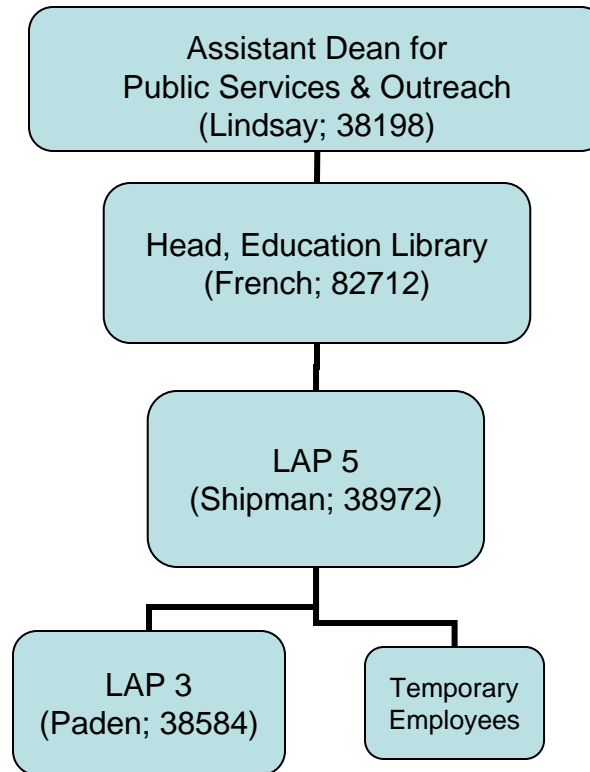 Assistant Dean for
Public Services & Outreach
(Lindsay; 38198)
Head, Education Library
(French; 82712)
LAP 5
(Shipman; 38972)
LAP 3
(Paden; 38584)
Temporary
Employees